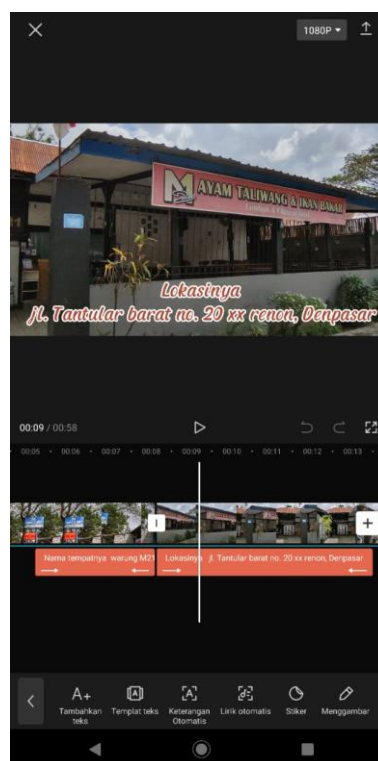 1080P
M
AYAM TALIWANG & IKAN BAKAR
Lokasinya
jl. Tantular barat no. 20 xx renon, Denpasar
00:09 / 00:58
00:05 00:06 00:07 00:08 00:09 00:10 00:11 00:12 00:13
Nama tempatnya warung M21
Lokasinya jl. Tantular barat no. 20 xx renon, Denpasar
A+
Tambahkan teks
Templat teks
Keterangan Otomatis
Lirik otomatis
Stiker
Menggambar